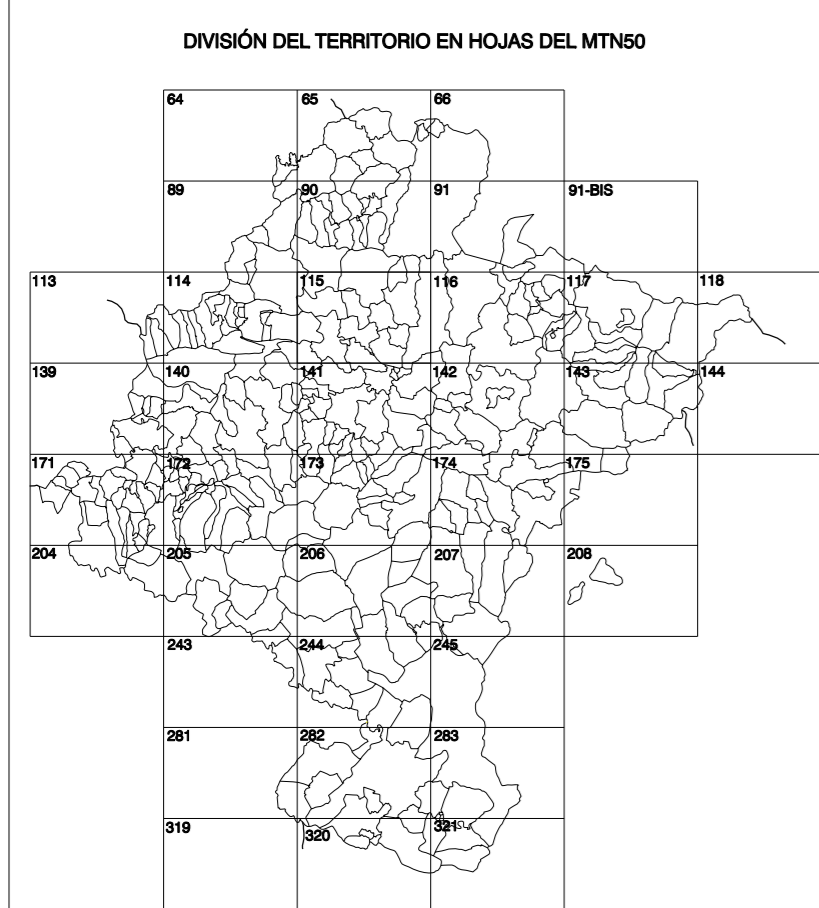 DIVISIÓN DEL TERRITORIO EN HOJAS DEL MTN50
64 65 66
89 90 91 91-BIS
113 114 115 116 117 118
139 140 141 142 143 144
171 172 173 174 175
204 205 206 207 208
243 244 245
281 282 283
319 320 321